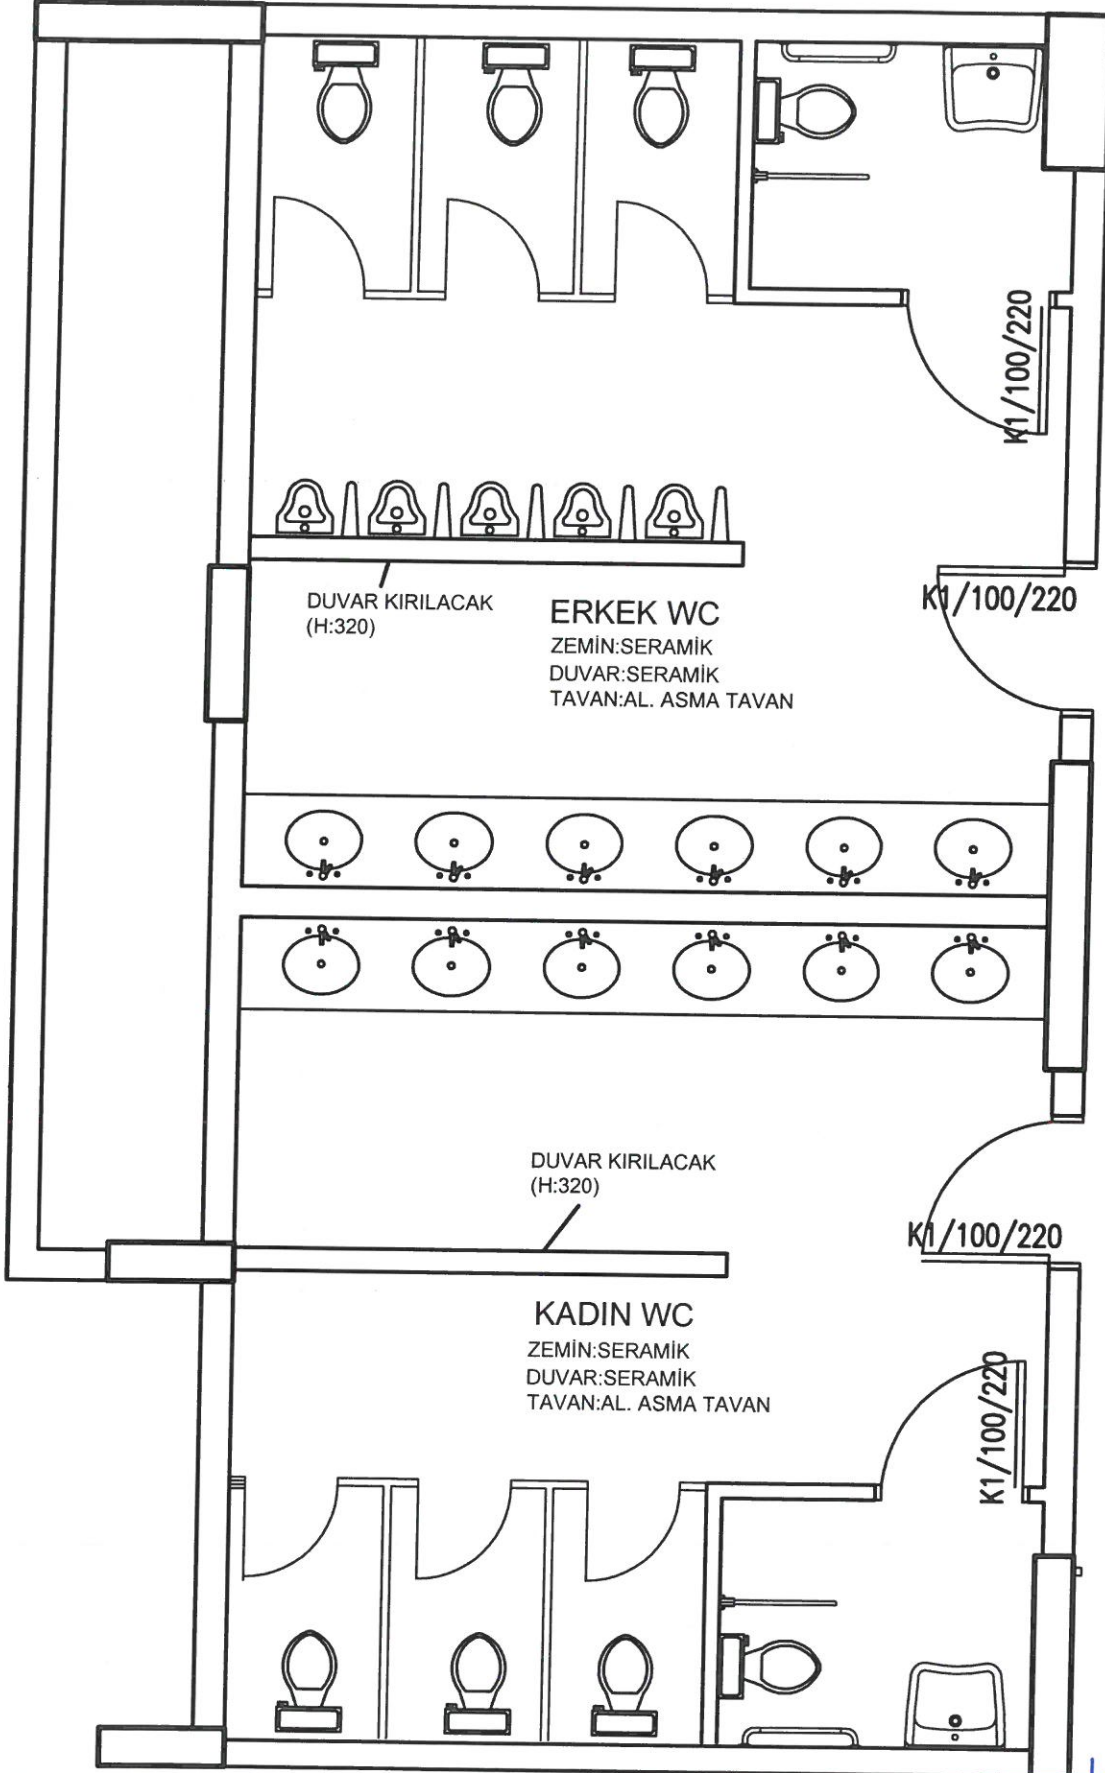 K1/100/220
DUVAR KIRILACAK
(H:320)
ERKEK WC
ZEMİN:SERAMİK
DUVAR:SERAMİK
TAVAN:AL. ASMA TAVAN
K1/100/220
DUVAR KIRILACAK
(H:320)
K1/100/220
KADIN WC
ZEMİN:SERAMİK
DUVAR:SERAMİK
TAVAN:AL. ASMA TAVAN
K1/100/220